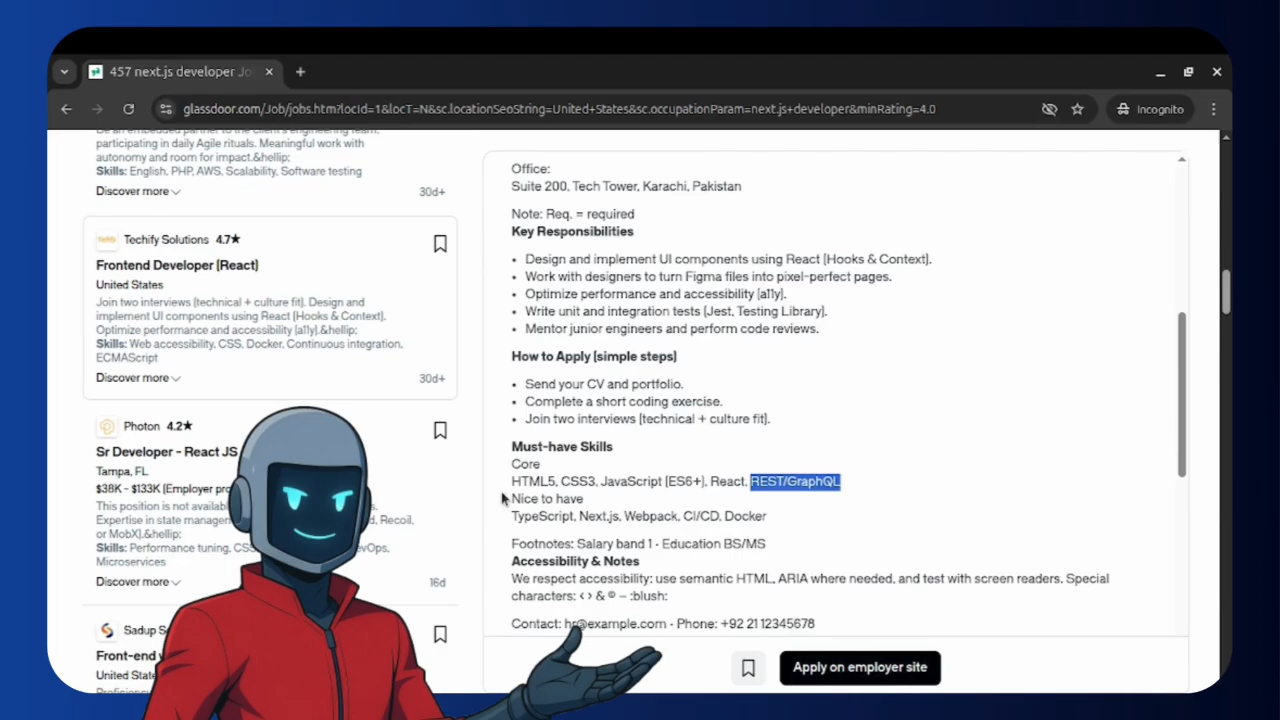 457 next.js developer Jo
glassdoor.com/Job/jobs.htm?locId=1&locT=N&sc.locationSeoString=United+States&sc.occupationParam=next.js+developer&minRating=4.0
Incognito
Be an embedded partner to the client's engineering team,
participating in daily Agile rituals. Meaningful work with
autonomy and room for impact.&hellip;
Skills: English, PHP, AWS, Scalability, Software testing
Discover more
30d+
Techify Solutions 4.7★
Frontend Developer (React)
United States
Join two interviews (technical + culture fit). Design and
implement UI components using React (Hooks & Context).
Optimize performance and accessibility (a11y).&hellip;
Skills: Web accessibility, CSS, Docker, Continuous integration,
ECMAScript
Discover more
30d+
Photon 4.2★
Sr Developer - React JS
Tampa, FL
$38K - $133K (Employer pro
This position is not availab
Expertise in state managem
d, Recoil,
or MobX).&hellip;
Skills: Performance tuning, CSS
evOps,
Microservices
Discover more
16d
Sadup S
Front-end
United State
Office:
Suite 200, Tech Tower, Karachi, Pakistan
Note: Req. = required
Key Responsibilities
• Design and implement UI components using React (Hooks & Context).
• Work with designers to turn Figma files into pixel-perfect pages.
• Optimize performance and accessibility (a11y).
• Write unit and integration tests (Jest, Testing Library).
• Mentor junior engineers and perform code reviews.
How to Apply (simple steps)
• Send your CV and portfolio.
• Complete a short coding exercise.
• Join two interviews (technical + culture fit).
Must-have Skills
Core
HTML5, CSS3, JavaScript (ES6+), React, REST/GraphQL
Nice to have
TypeScript, Next.js, Webpack, CI/CD, Docker
Footnotes: Salary band 1 · Education BS/MS
Accessibility & Notes
We respect accessibility: use semantic HTML, ARIA where needed, and test with screen readers. Special
characters: < > & © — :blush:
Contact: hr@example.com · Phone: +92 21 12345678
Apply on employer site